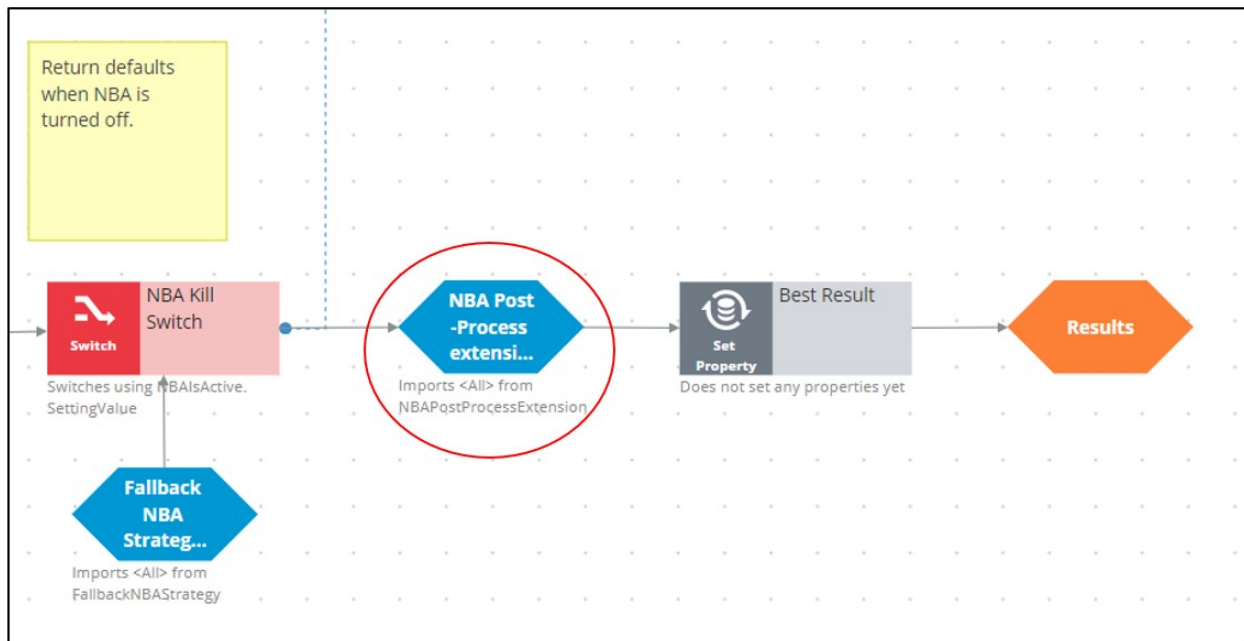 Return defaults
when NBA is
turned off.
NBA Kill
Switch
Switch
Switches using NBAIsActive.
SettingValue
NBA Post
-Process
extensi...
Imports <All> from
NBAPostProcessExtension
Best Result
Set
Property
Does not set any properties yet
Results
Fallback
NBA
Strateg...
Imports <All> from
FallbackNBAStrategy